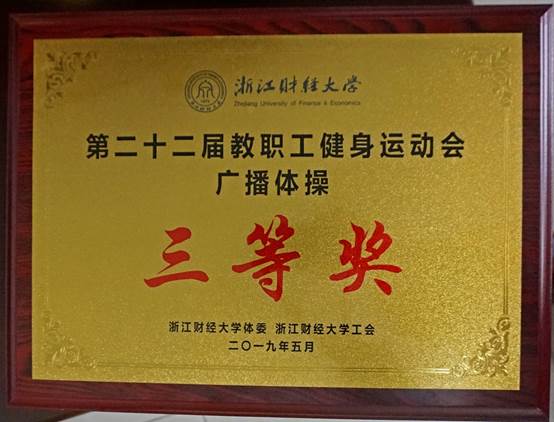 浙江财经大学
Zhejiang University of Finance & Economics
第二十二届教职工健身运动会
广播体操
三等奖
浙江财经大学体委 浙江财经大学工会
二〇一九年五月